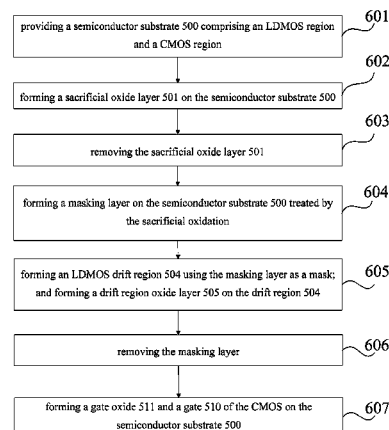 providing a semiconductor substrate 500 comprising an LDMOS region
and a CMOS region
601
602
forming a sacrificial oxide layer 501 on the semiconductor substrate 500
603
removing the sacrificial oxide layer 501
604
forming a masking layer on the semiconductor substrate 500 treated by
the sacrificial oxidation
forming an LDMOS drift region 504 using the masking layer as a mask;
and forming a drift region oxide layer 505 on the drift region 504
605
removing the masking layer
606
forming a gate oxide 511 and a gate 510 of the CMOS on the
semiconductor substrate 500
607